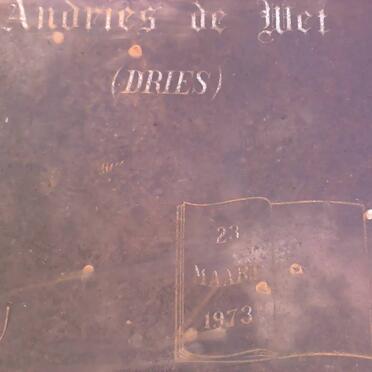 Andries de Wet
(DRIES)
23
MAART
1973